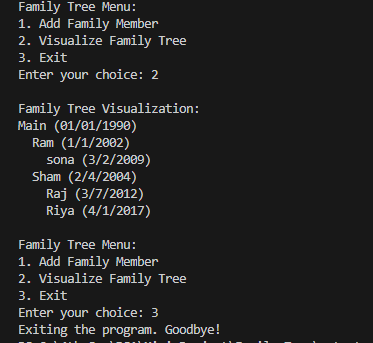 Family Tree Menu:
1. Add Family Member
2. Visualize Family Tree
3. Exit
Enter your choice: 2
Family Tree Visualization:
Main (01/01/1990)
Ram (1/1/2002)
sona (3/2/2009)
Sham (2/4/2004)
Raj (3/7/2012)
Riya (4/1/2017)
Family Tree Menu:
1. Add Family Member
2. Visualize Family Tree
3. Exit
Enter your choice: 3
Exiting the program. Goodbye!